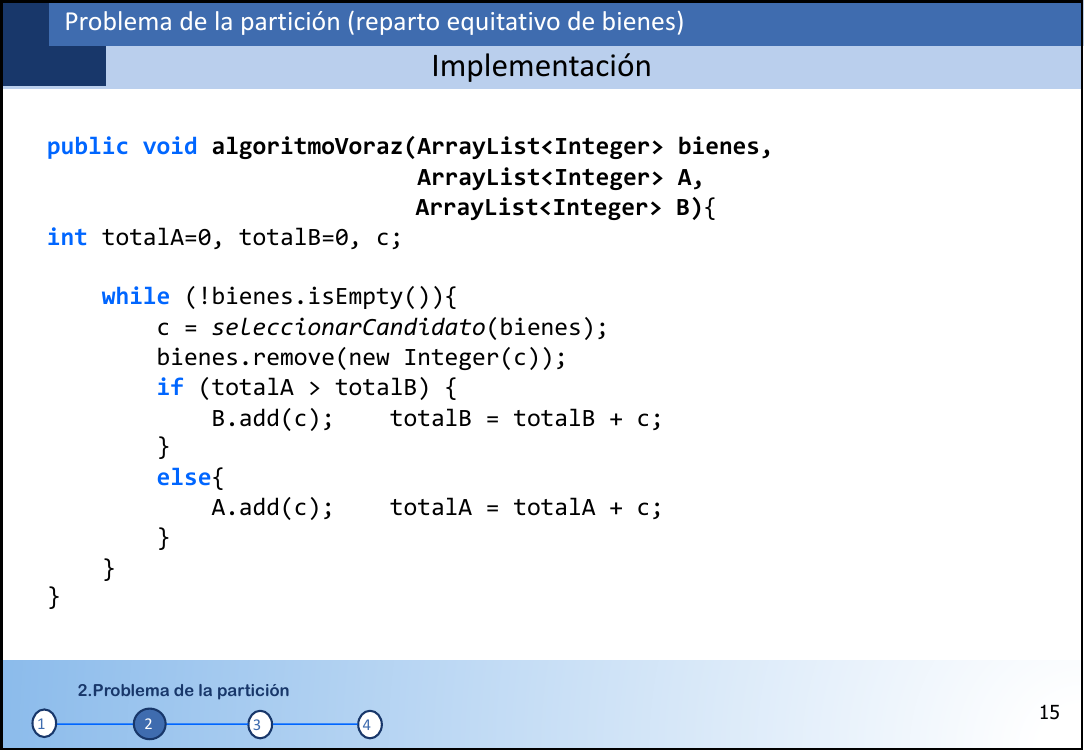 Problema de la partición (reparto equitativo de bienes)
Implementación
public void algoritmoVoraz(ArrayList<Integer> bienes,
ArrayList<Integer> A,
ArrayList<Integer> B){
int totalA=0, totalB=0, c;
while (!bienes.isEmpty()){
c = seleccionarCandidato(bienes);
bienes.remove(new Integer(c));
if (totalA > totalB) {
B.add(c);    totalB = totalB + c;
}
else{
A.add(c);    totalA = totalA + c;
}
}
}
2.Problema de la partición
1 2 3 4
15